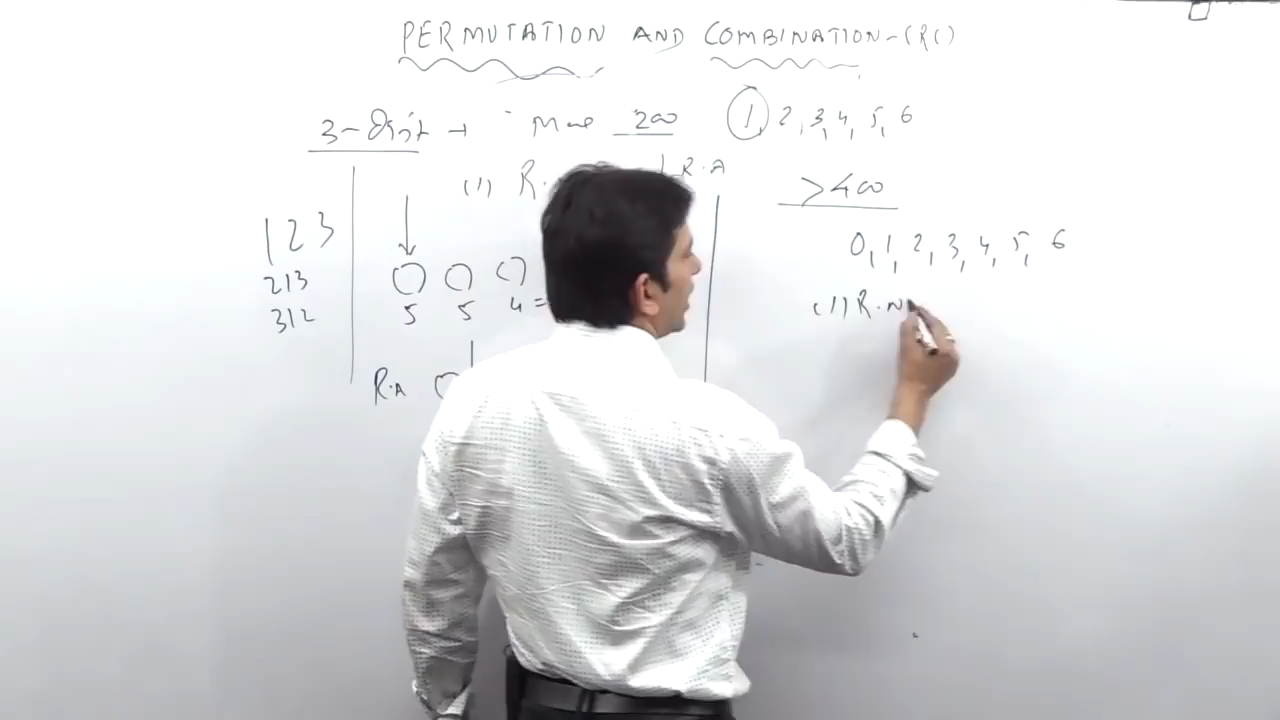 PERMUTATION AND COMBINATION-(RC)
3-Digit → More 200
1, 2, 3, 4, 5, 6
(1) R. R.A
>400
123
213
312
5 5 4 =
0, 1, 2, 3, 4, 5, 6
(1) R.N
R.A